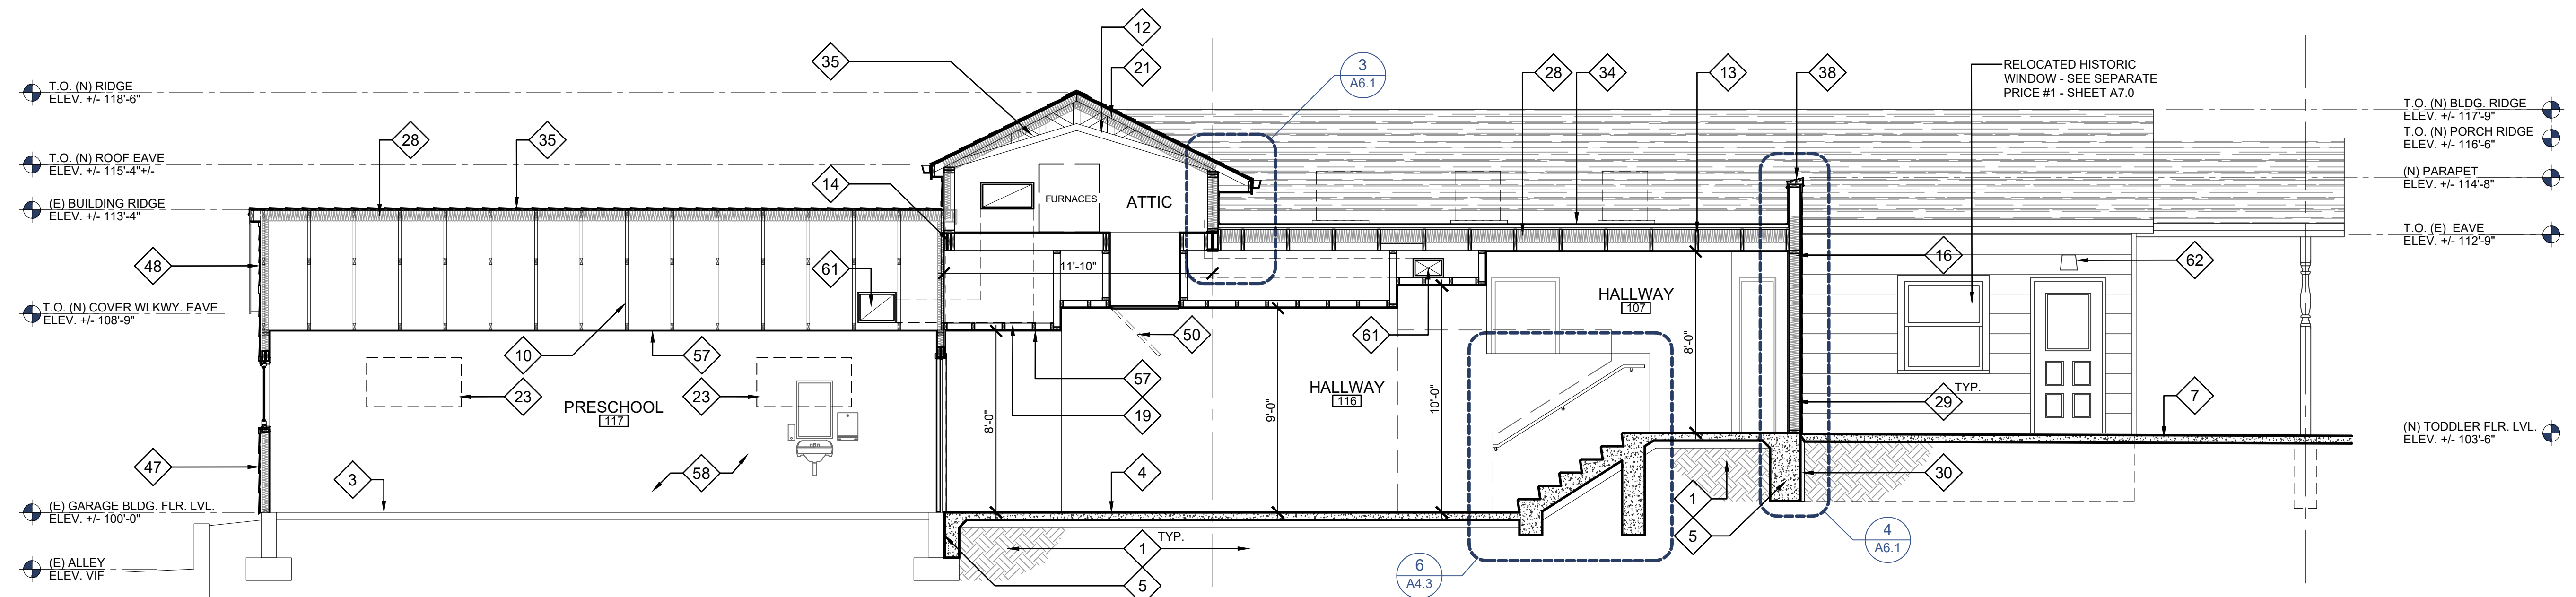 T.O. (N) RIDGE
ELEV. +/- 118'-6"
T.O. (N) ROOF EAVE
ELEV. +/- 115'-4"+/-
(E) BUILDING RIDGE
ELEV. +/- 113'-4"
T.O. (N) COVER WLKWY. EAVE
ELEV. +/- 108'-9"
(E) GARAGE BLDG. FLR. LVL.
ELEV. +/- 100'-0"
(E) ALLEY
ELEV. VIF
48
47
28
35
10
57
23
23
PRESCHOOL
117
3
58
61
14
35
12
21
3
A6.1
FURNACES
ATTIC
11'-10"
50
57
19
8'-0"
4
1
TYP.
5
9'-0"
HALLWAY
116
61
10'-0"
28
34
13
38
HALLWAY
107
8'-0"
16
29
TYP.
30
1
5
6
A4.3
4
A6.1
RELOCATED HISTORIC
WINDOW - SEE SEPARATE
PRICE #1 - SHEET A7.0
62
7
T.O. (N) BLDG. RIDGE
ELEV. +/- 117'-9"
T.O. (N) PORCH RIDGE
ELEV. +/- 116'-6"
(N) PARAPET
ELEV. +/- 114'-8"
T.O. (E) EAVE
ELEV. +/- 112'-9"
(N) TODDLER FLR. LVL.
ELEV. +/- 103'-6"